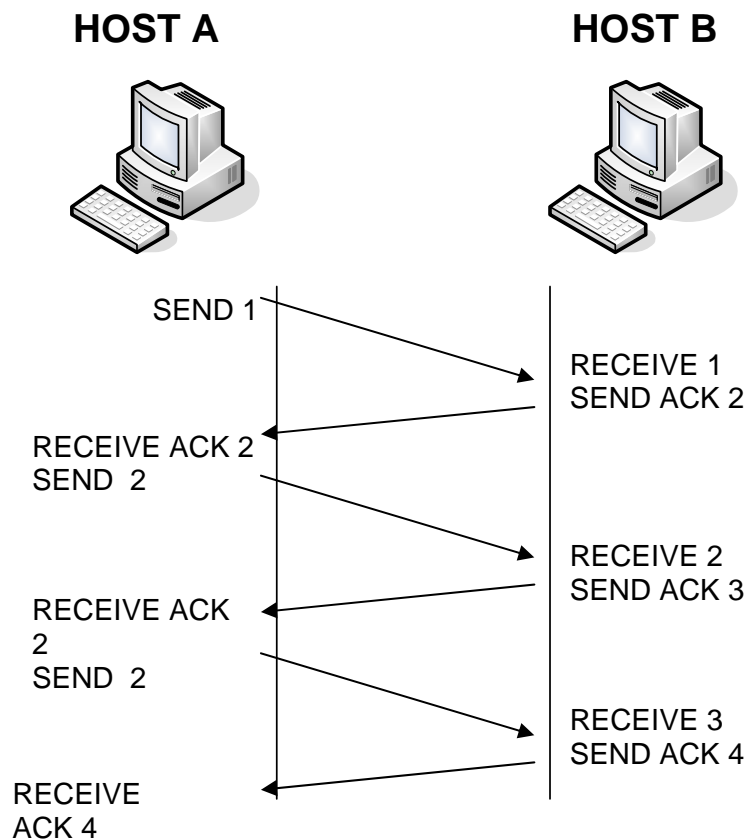 HOST A
HOST B
SEND 1
RECEIVE 1
SEND ACK 2
RECEIVE ACK 2
SEND  2
RECEIVE 2
SEND ACK 3
RECEIVE ACK
2
SEND  2
RECEIVE 3
SEND ACK 4
RECEIVE
ACK 4